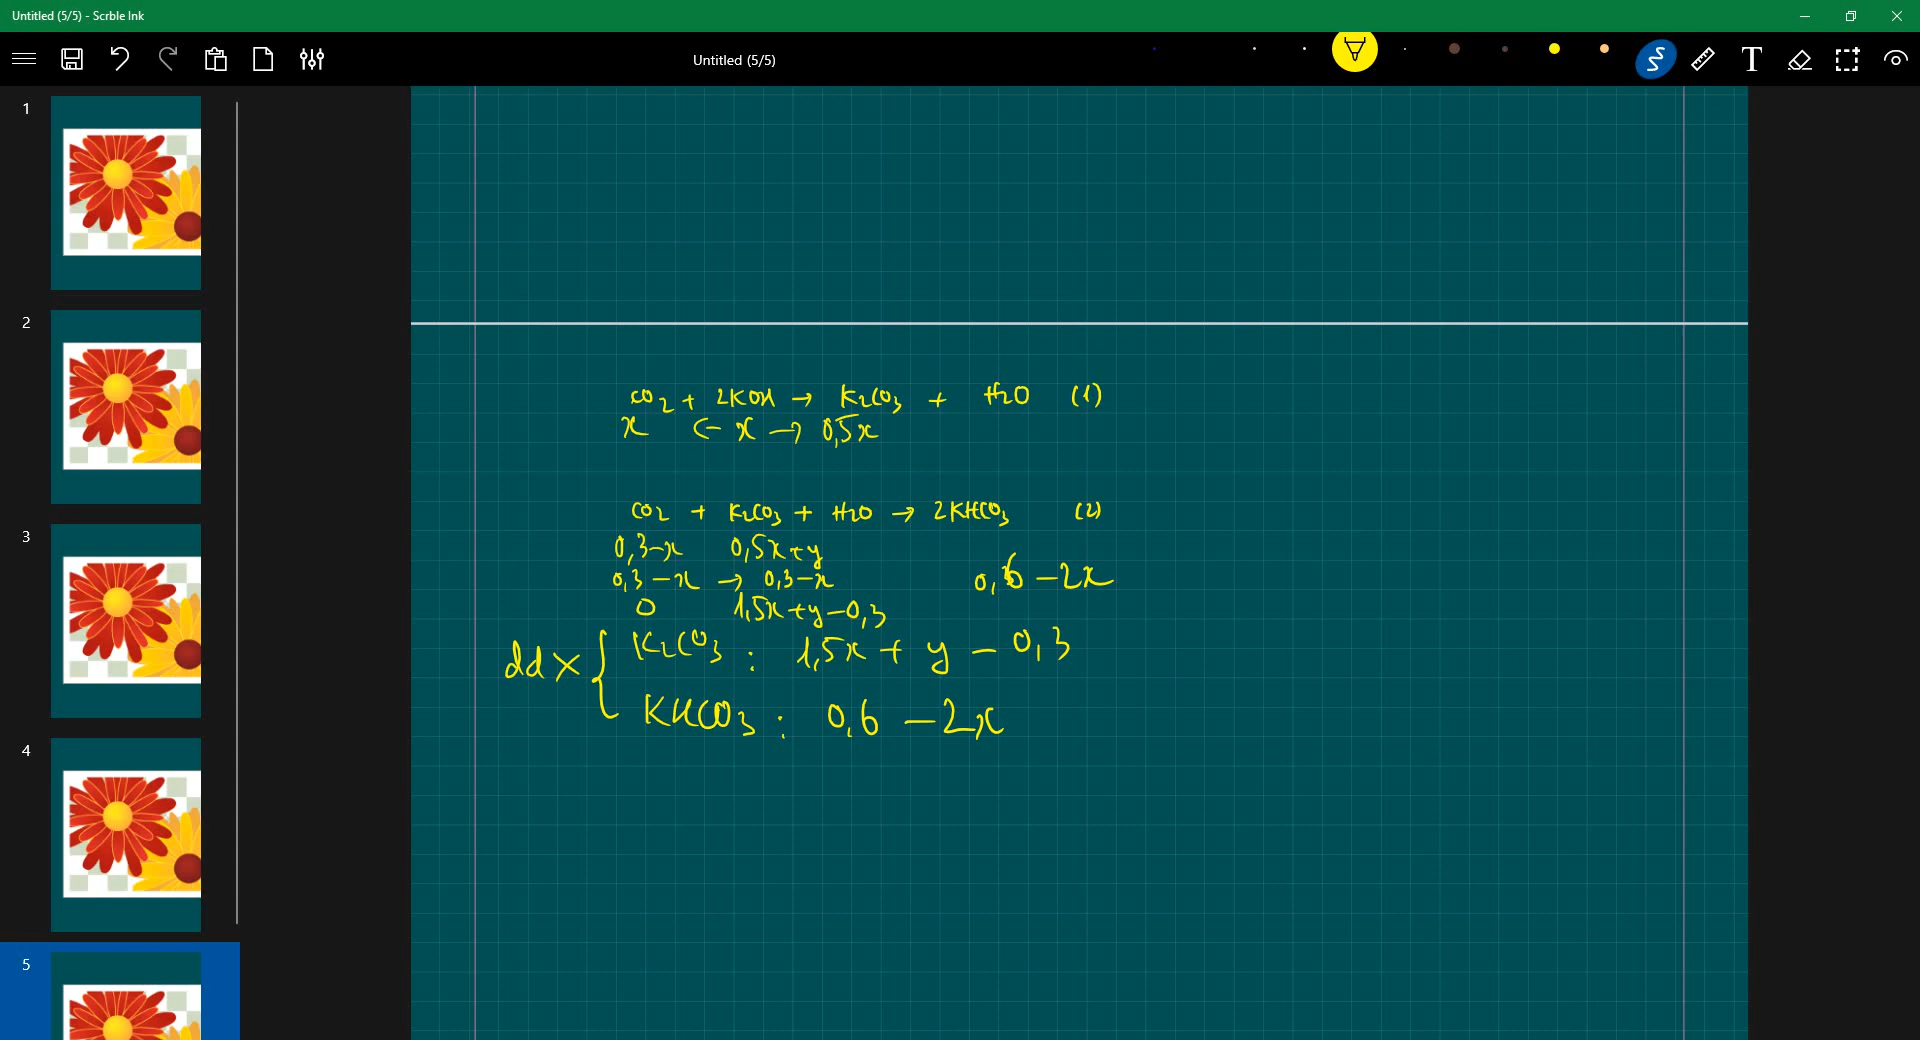 Untitled (5/5) - Scrble Ink
Untitled (5/5)
T
1
2
3
4
5
CO2 + 2KOH → K2CO3 + H2O (1)
x ← x → 0,5x
CO2 + K2CO3 + H2O → 2KHCO3 (2)
0,3-x 0,5x+y
0,3-x → 0,3-x 0,6-2x
0 1,5x+y-0,3
dd X { K2CO3 : 1,5x + y - 0,3
KHCO3 : 0,6 - 2x